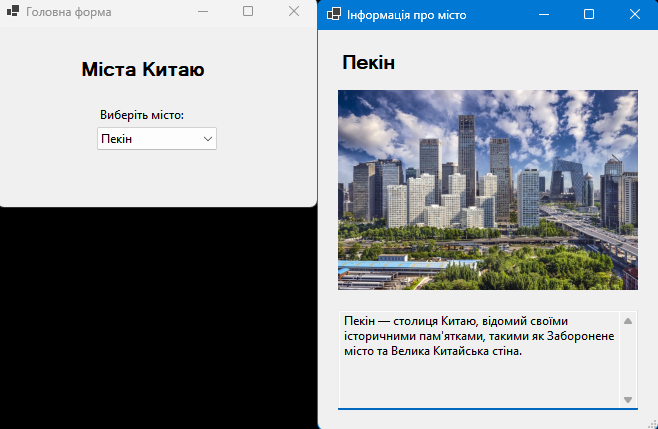 Головна форма
Міста Китаю
Виберіть місто:
Пекін
Інформація про місто
Пекін
Пекін — столиця Китаю, відомий своїми
історичними пам'ятками, такими як Заборонене
місто та Велика Китайська стіна.